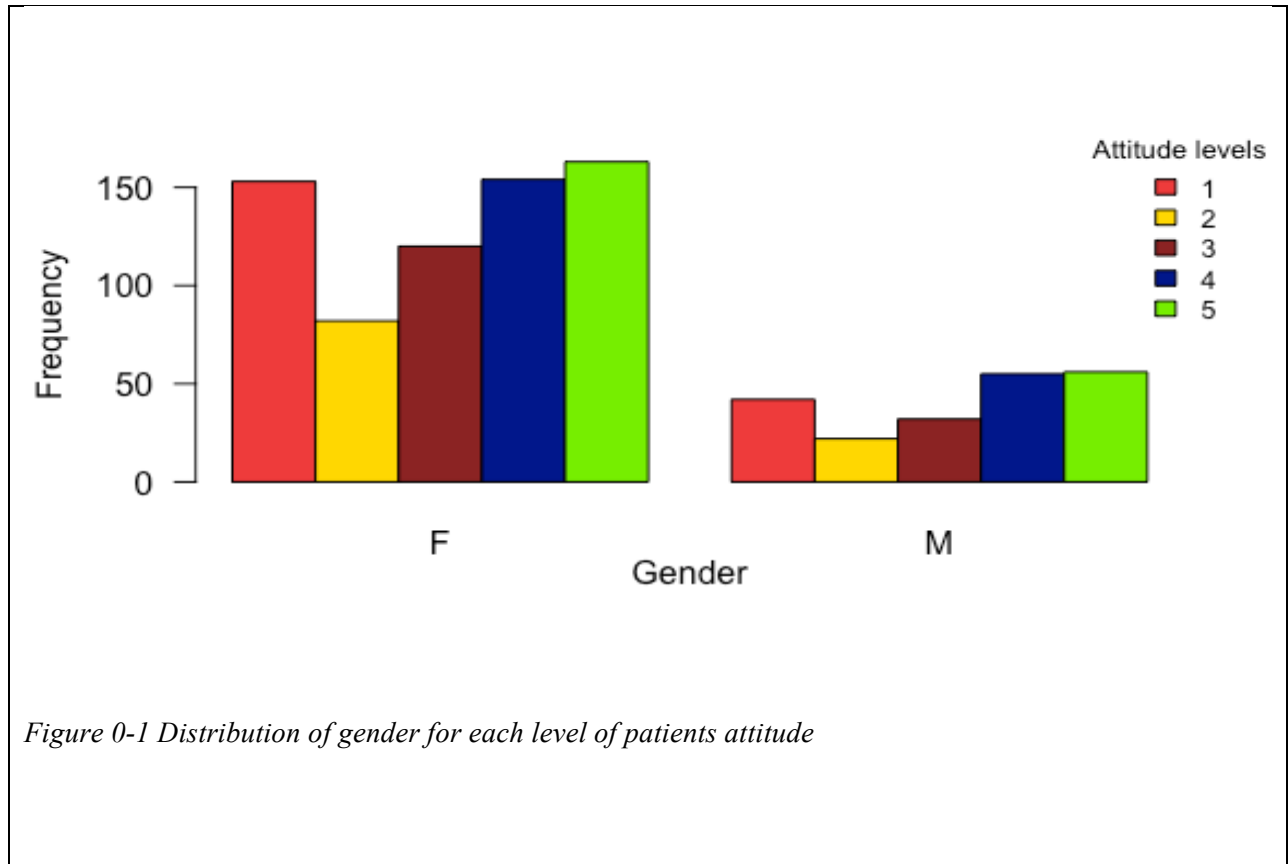 Attitude levels
1
2
3
4
5
Frequency
150
100
50
0
F
M
Gender
Figure 0-1 Distribution of gender for each level of patients attitude